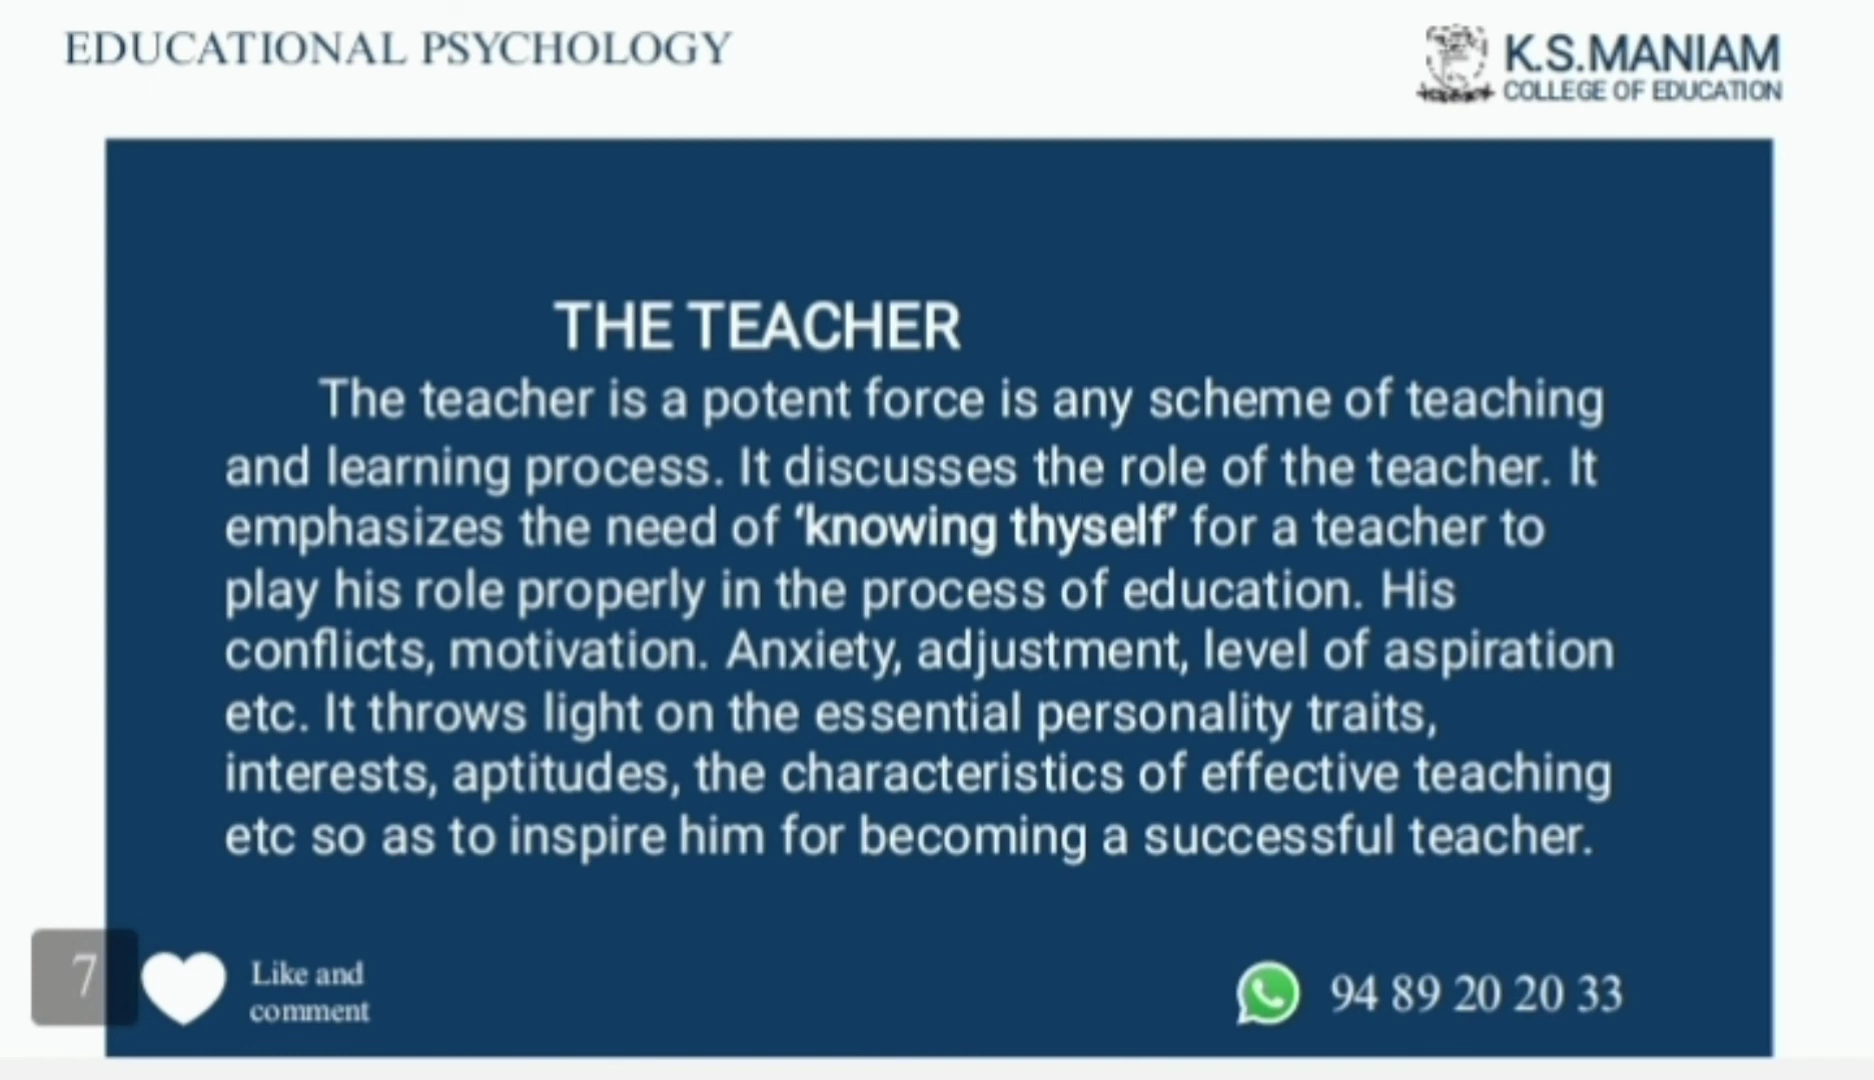 EDUCATIONAL PSYCHOLOGY
K.S.MANIAM
COLLEGE OF EDUCATION
THE TEACHER
The teacher is a potent force is any scheme of teaching
and learning process. It discusses the role of the teacher. It
emphasizes the need of ‘knowing thyself’ for a teacher to
play his role properly in the process of education. His
conflicts, motivation. Anxiety, adjustment, level of aspiration
etc. It throws light on the essential personality traits,
interests, aptitudes, the characteristics of effective teaching
etc so as to inspire him for becoming a successful teacher.
7
Like and
comment
94 89 20 20 33